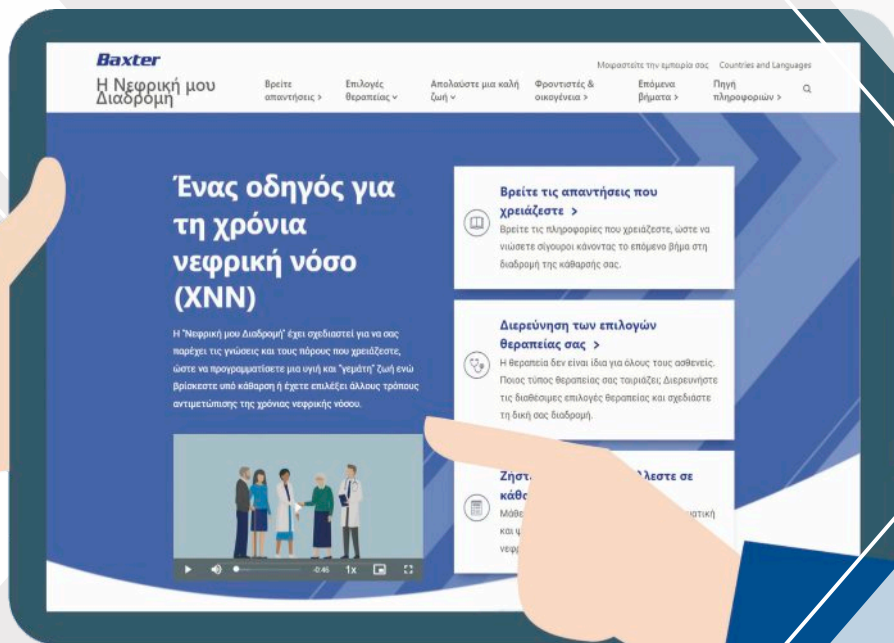 Baxter
Μοιραστείτε την εμπειρία σας Countries and Languages
Η Νεφρική μου
Διαδρομή
Βρείτε
απαντήσεις >
Επιλογές
θεραπείας
Απολαύστε μια καλή
ζωή
Φροντιστές &
οικογένεια >
Επόμενα
βήματα >
Πηγή
πληροφοριών >
Ένας οδηγός για
τη χρόνια
νεφρική νόσο
(ΧΝΝ)
Η "Νεφρική μου Διαδρομή" έχει σχεδιαστεί για να σας
παρέχει τις γνώσεις και τους πόρους που χρειάζεστε,
ώστε να προγραμματίσετε μια υγιή και "γεμάτη" ζωή ενώ
βρίσκεστε υπό κάθαρση ή έχετε επιλέξει άλλους τρόπους
αντιμετώπισης της χρόνιας νεφρικής νόσου.
-0:46 1x
Βρείτε τις απαντήσεις που
χρειάζεστε >
Βρείτε τις πληροφορίες που χρειάζεστε, ώστε να
νιώσετε σίγουροι κάνοντας το επόμενο βήμα στη
διαδρομή της κάθαρσής σας.
Διερεύνηση των επιλογών
θεραπείας σας >
Η θεραπεία δεν είναι ίδια για όλους τους ασθενείς.
Ποιος τύπος θεραπείας σας ταιριάζει; Διερευνήστε
τις διαθέσιμες επιλογές θεραπείας και σχεδιάστε
τη δική σας διαδρομή.
σε
και